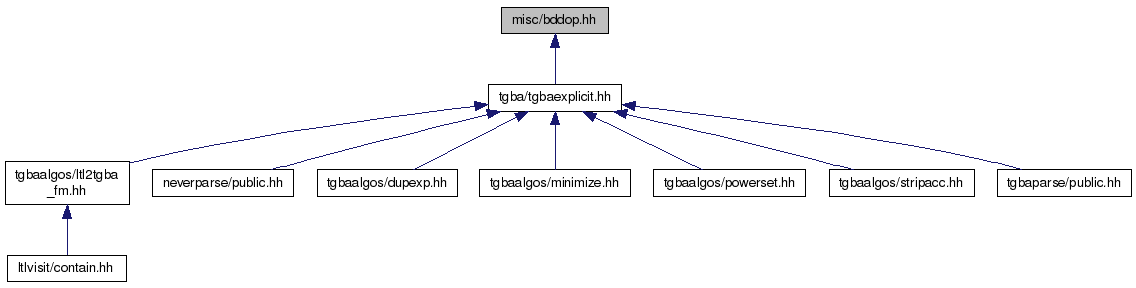 misc/bddop.hh
tgba/tgbaexplicit.hh
tgbaalgos/ltl2tgba
_fm.hh
neverparse/public.hh
tgbaalgos/dupexp.hh
tgbaalgos/minimize.hh
tgbaalgos/powerset.hh
tgbaalgos/stripacc.hh
tgbaparse/public.hh
ltlvisit/contain.hh